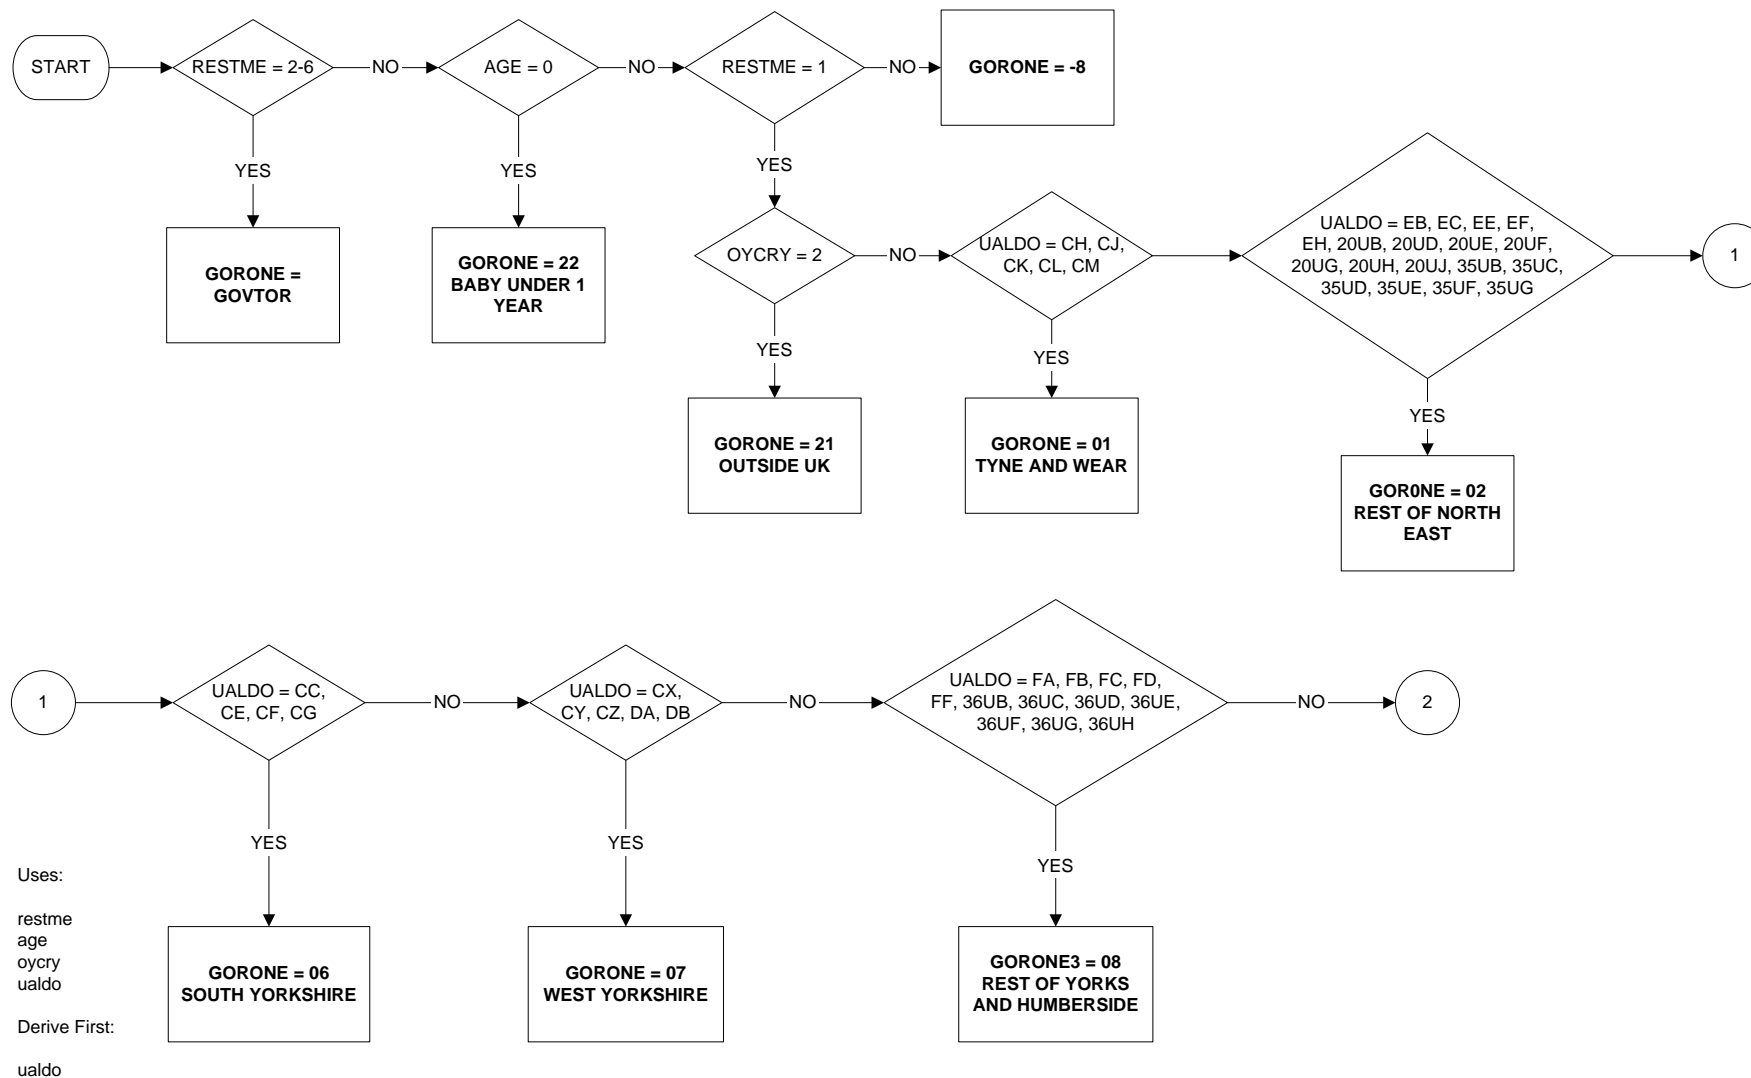 START
RESTME = 2-6
NO
AGE = 0
NO
RESTME = 1
NO
GORONE = -8
YES
YES
YES
GORONE =
GOVTOR
GORONE = 22
BABY UNDER 1
YEAR
OYCRY = 2
NO
UALDO = CH, CJ,
CK, CL, CM
UALDO = EB, EC, EE, EF,
EH, 20UB, 20UD, 20UE, 20UF,
20UG, 20UH, 20UJ, 35UB, 35UC,
35UD, 35UE, 35UF, 35UG
1
YES
YES
YES
GORONE = 21
OUTSIDE UK
GORONE = 01
TYNE AND WEAR
GOR0NE = 02
REST OF NORTH
EAST
1
UALDO = CC,
CE, CF, CG
NO
UALDO = CX,
CY, CZ, DA, DB
NO
UALDO = FA, FB, FC, FD,
FF, 36UB, 36UC, 36UD, 36UE,
36UF, 36UG, 36UH
NO
2
YES
YES
YES
GORONE = 06
SOUTH YORKSHIRE
GORONE = 07
WEST YORKSHIRE
GORONE3 = 08
REST OF YORKS
AND HUMBERSIDE
Uses:
restme
age
oycry
ualdo
Derive First:
ualdo